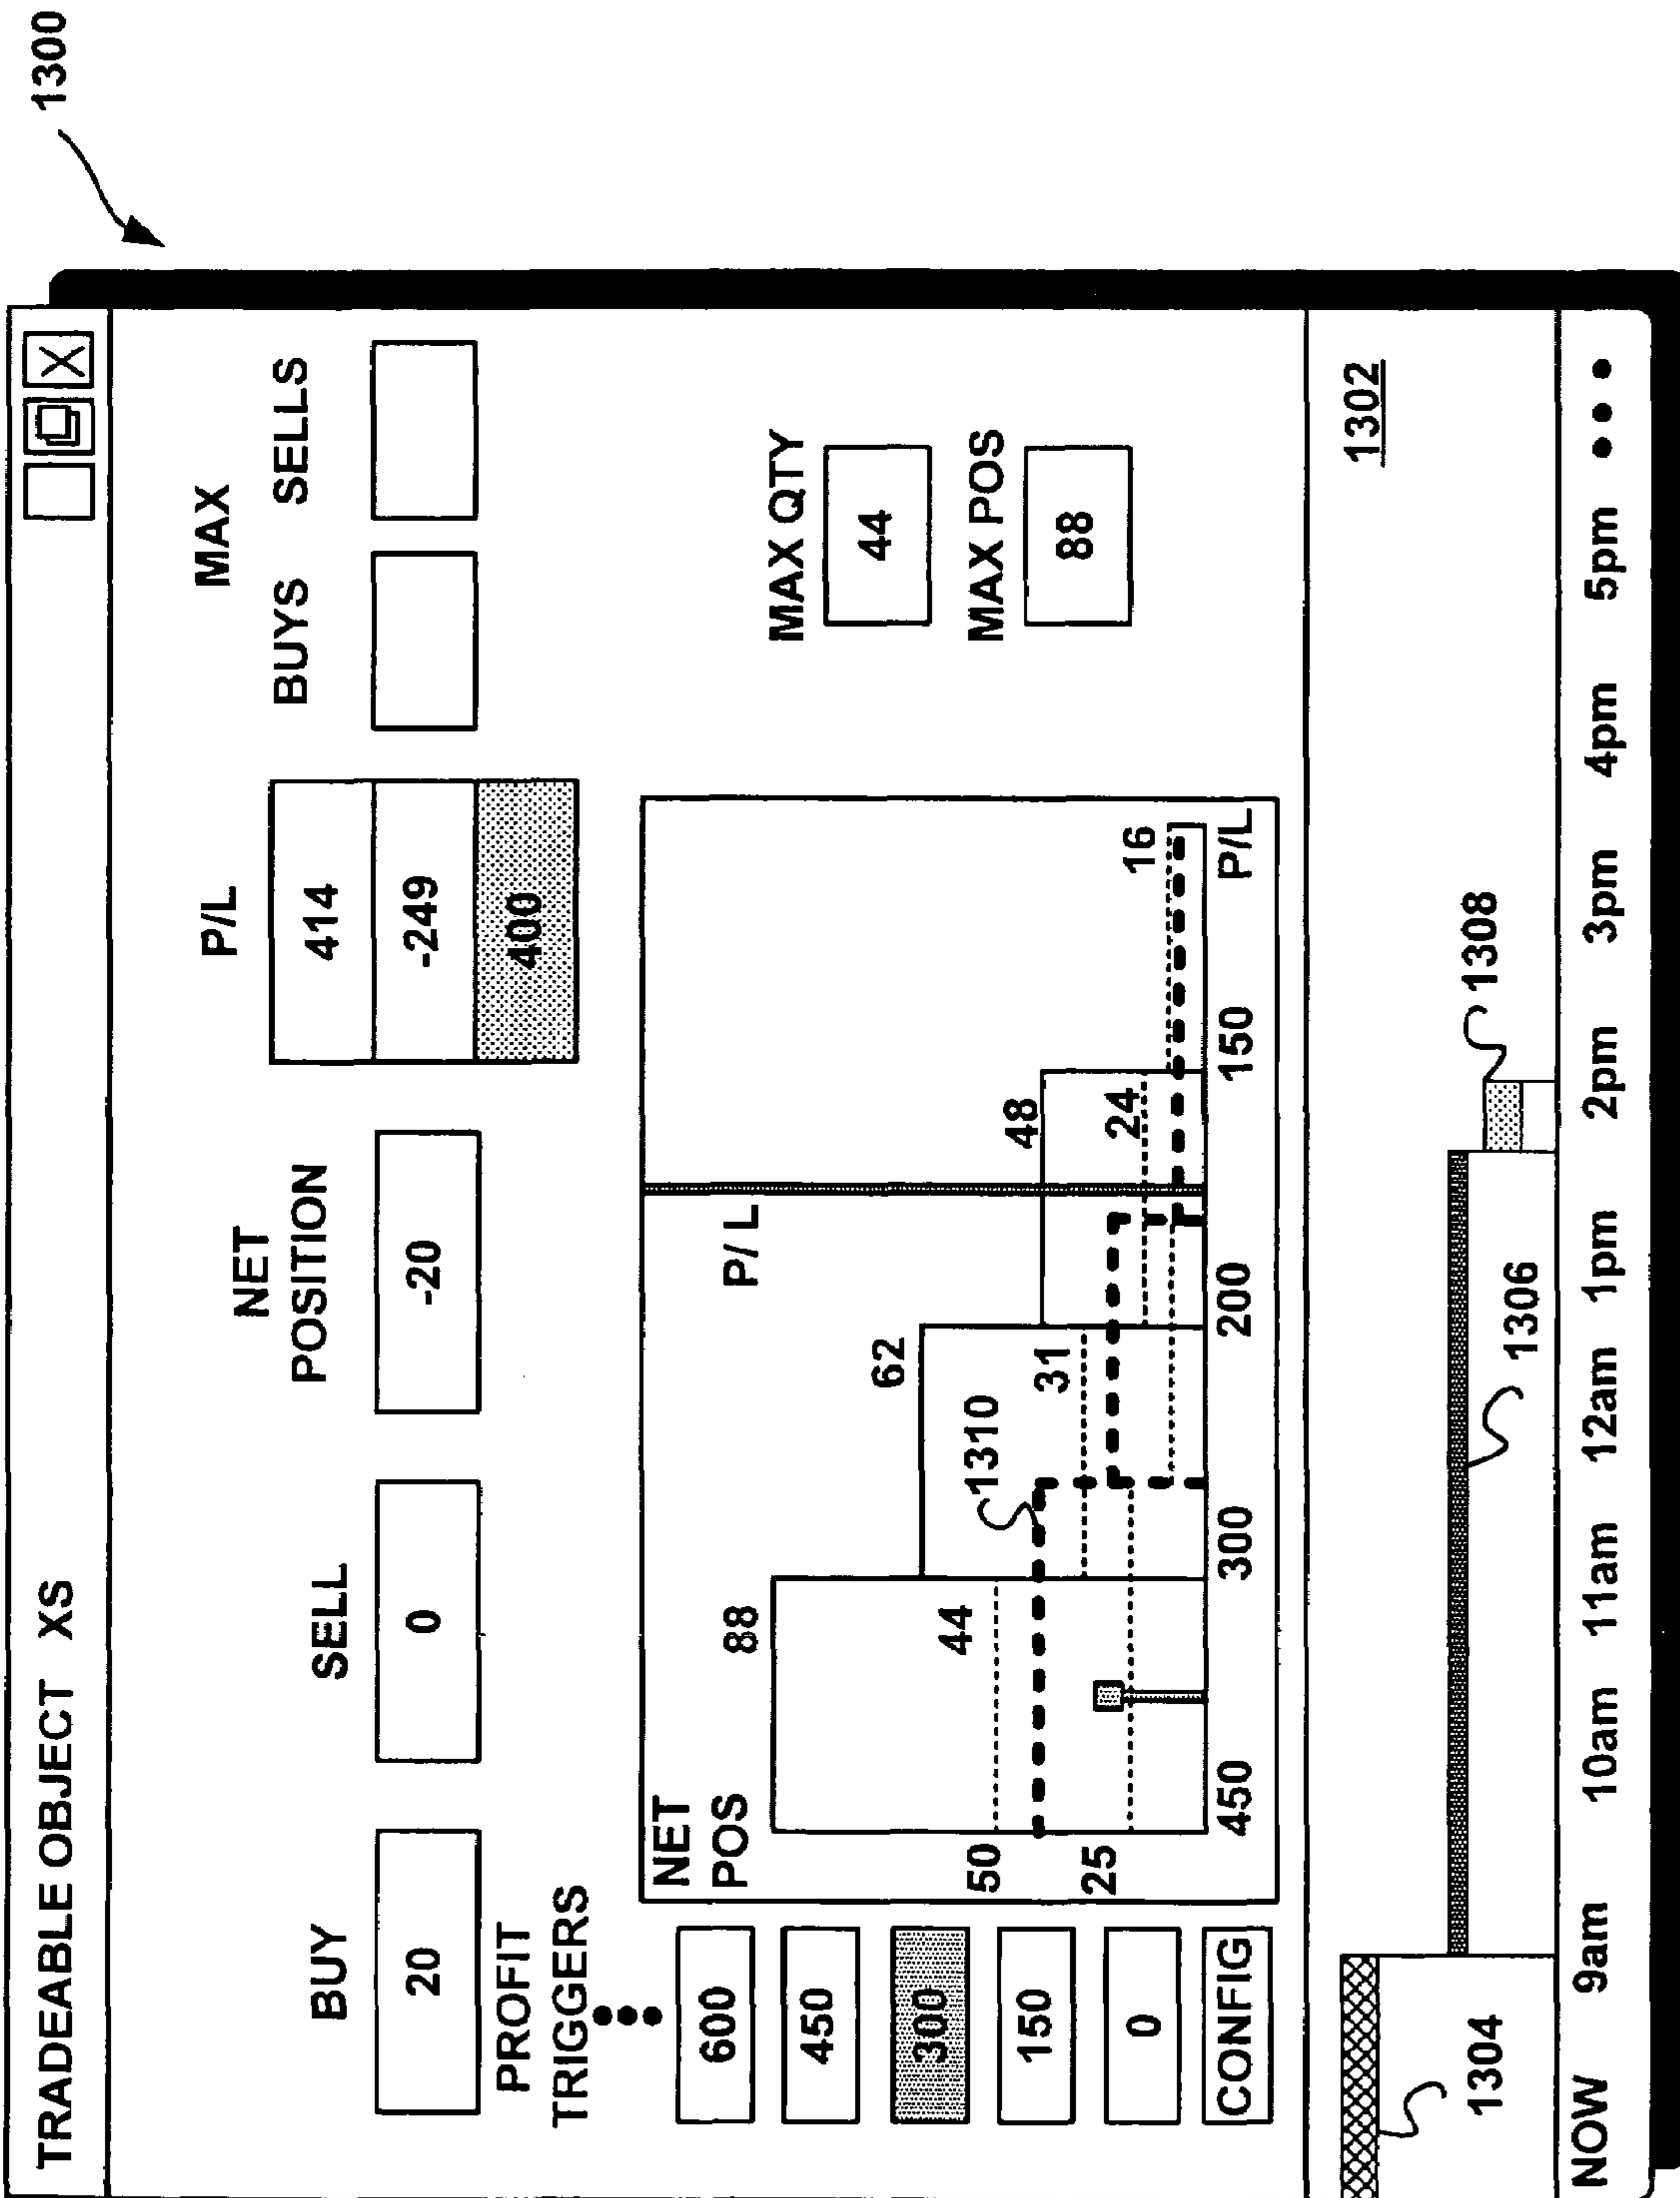 1300
TRADEABLE OBJECT XS
X
BUY
20
SELL
0
NET
POSITION
-20
P/L
414
-249
400
MAX
BUYS SELLS
PROFIT
TRIGGERS
600
450
300
150
0
CONFIG
NET
POS
50
25
88
44
1310
62
31
P/L
48
24
16
450 300 200 150 P/L
MAX QTY
44
MAX POS
88
1302
1304
1306
1308
NOW 9am 10am 11am 12am 1pm 2pm 3pm 4pm 5pm